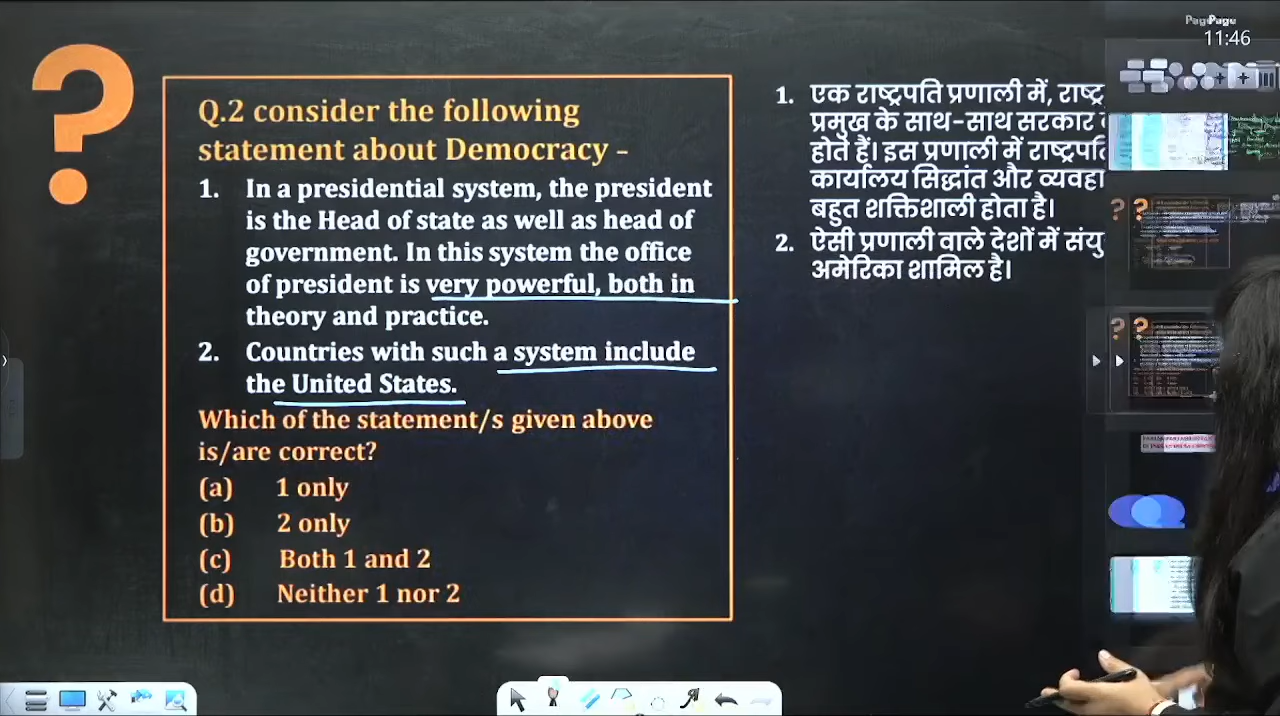 PagePage
11:46
Q.2 consider the following
statement about Democracy -
1. In a presidential system, the president
is the Head of state as well as head of
government. In this system the office
of president is very powerful, both in
theory and practice.
2. Countries with such a system include
the United States.
Which of the statement/s given above
is/are correct?
(a) 1 only
(b) 2 only
(c) Both 1 and 2
(d) Neither 1 nor 2
1. एक राष्ट्रपति प्रणाली में,
प्रमुख के साथ-साथ सरकार
होते हैं। इस प्रणाली में
कार्यालय सिद्धांत और
बहुत शक्तिशाली होता है।
2. ऐसी प्रणाली वाले देशों में
अमेरिका शामिल है।